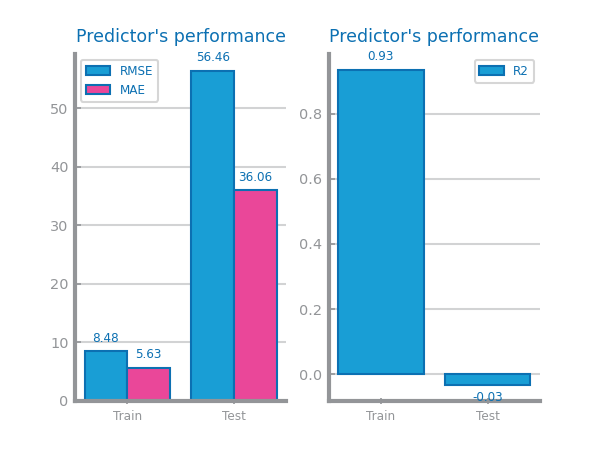 Predictor's performance
56.46
RMSE
MAE
50
40
36.06
30
20
10
8.48
5.63
0
Train
Test
Predictor's performance
0.93
R2
0.8
0.6
0.4
0.2
0.0
-0.03
Train
Test